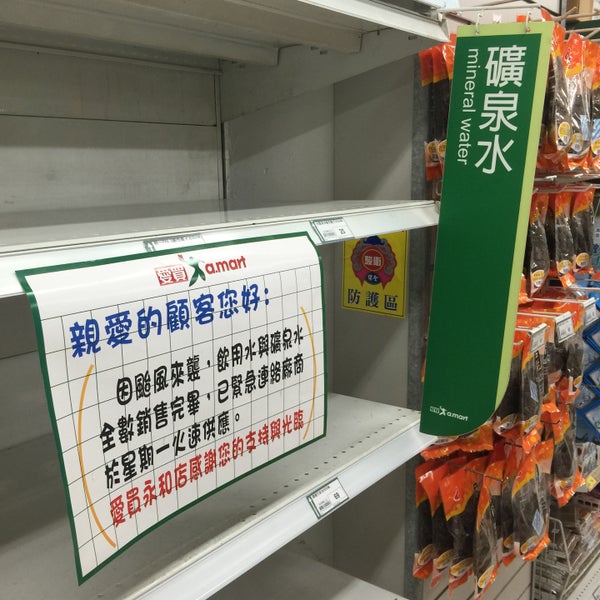 礦泉水
mineral water
愛買 a.mart
愛買 a.mart
親愛的顧客您好:
因颱風來襲，飲用水與礦泉水
全數銷售完畢，已緊急連絡廠商
於星期一火速供應。
愛買永和店感謝您的支持與光臨
防護區
25